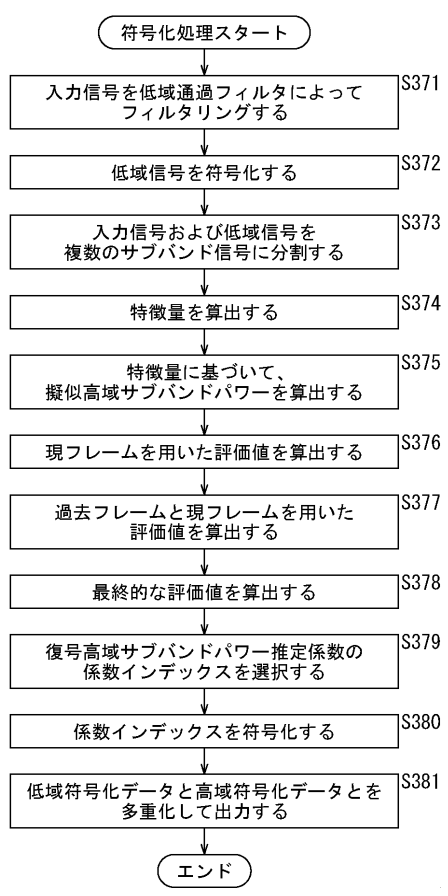 符号化処理スタート
S371
入力信号を低域通過フィルタによって
フィルタリングする
S372
低域信号を符号化する
S373
入力信号および低域信号を
複数のサブバンド信号に分割する
S374
特徴量を算出する
S375
特徴量に基づいて、
擬似高域サブバンドパワーを算出する
S376
現フレームを用いた評価値を算出する
S377
過去フレームと現フレームを用いた
評価値を算出する
S378
最終的な評価値を算出する
S379
復号高域サブバンドパワー推定係数の
係数インデックスを選択する
S380
係数インデックスを符号化する
S381
低域符号化データと高域符号化データとを
多重化して出力する
エンド